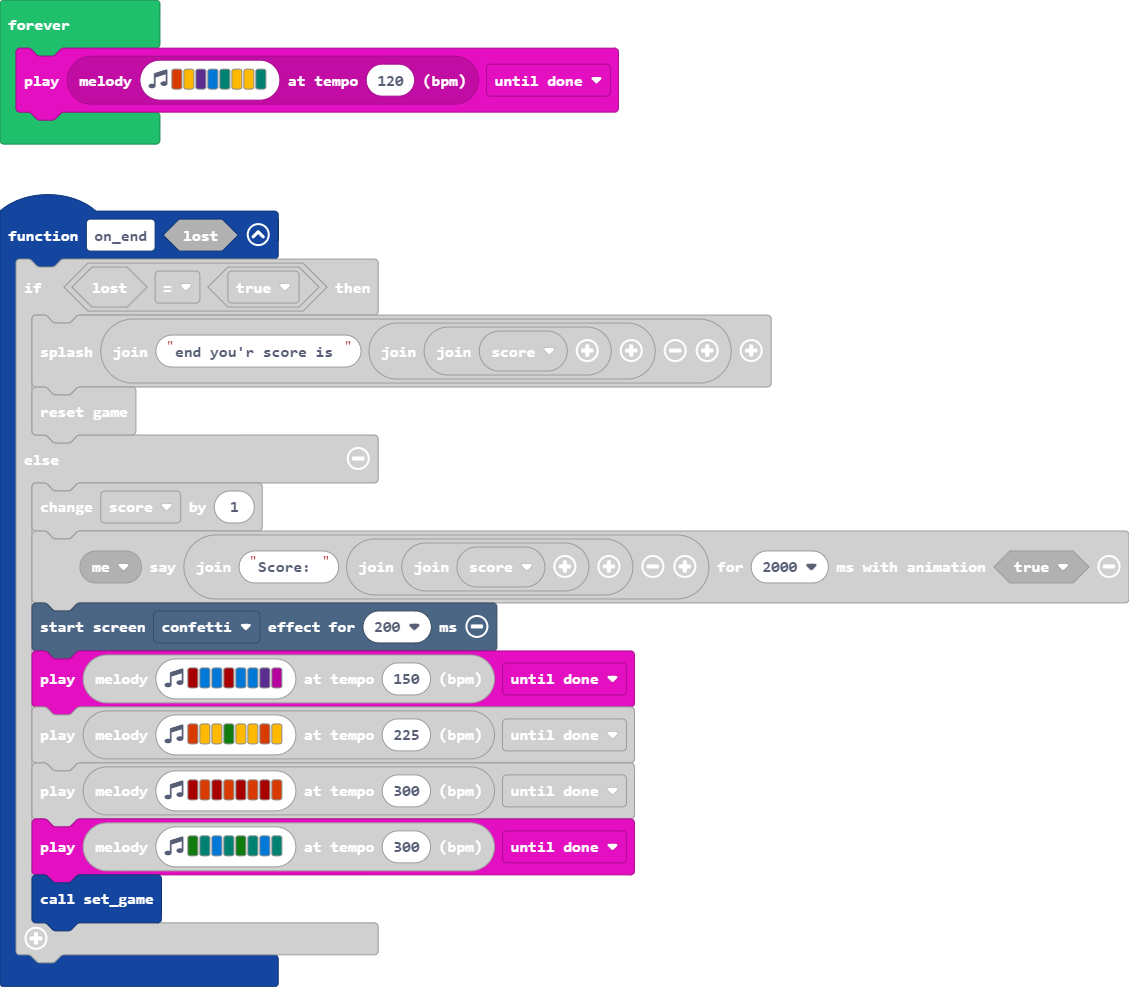 forever
play melody at tempo 120 (bpm) until done
function on_end lost
if lost = true then
splash join "end you'r score is " join join score
reset game
else
change score by 1
me say join "Score: " join join score for 2000 ms with animation true
start screen confetti effect for 200 ms
play melody at tempo 150 (bpm) until done
play melody at tempo 225 (bpm) until done
play melody at tempo 300 (bpm) until done
play melody at tempo 300 (bpm) until done
call set_game